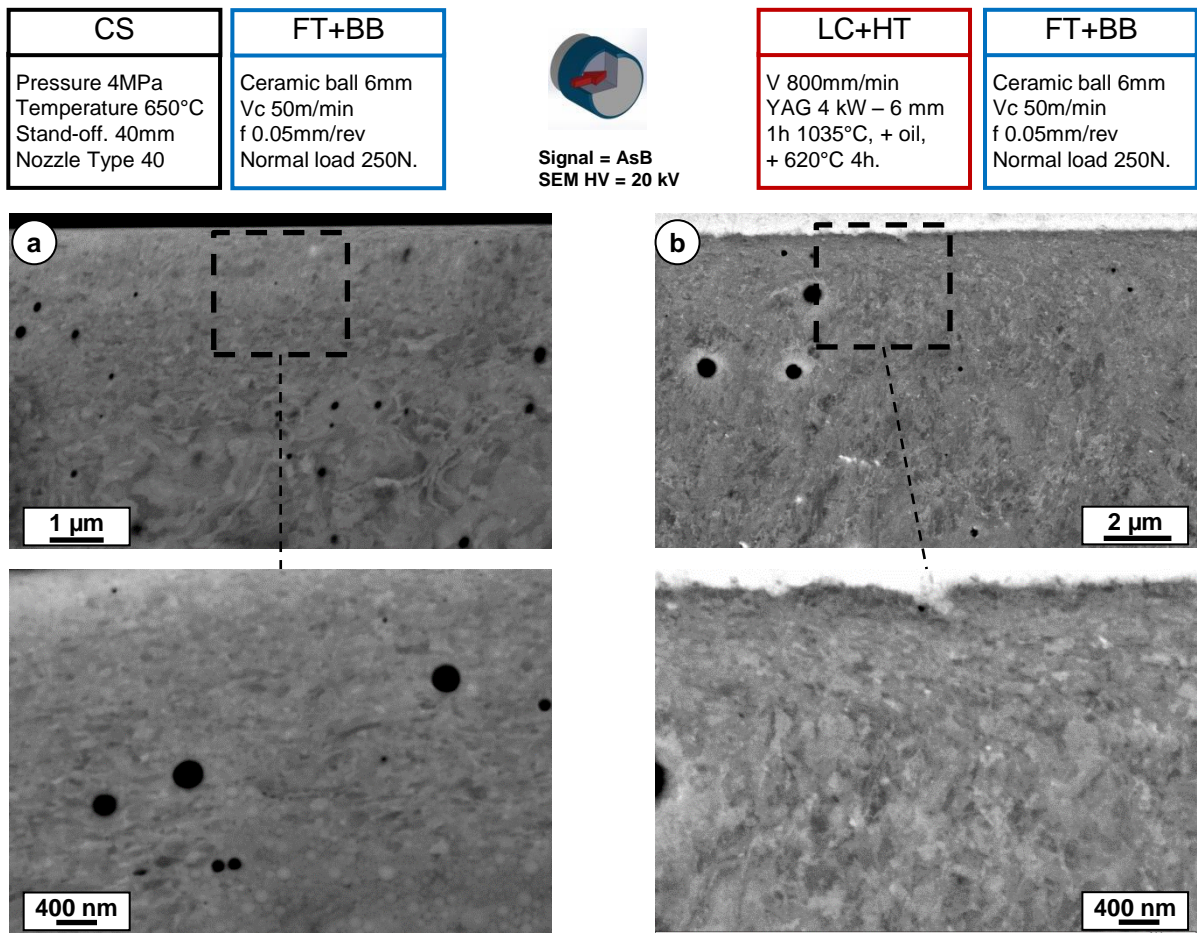 CS
Pressure 4MPa
Temperature 650°C
Stand-off. 40mm
Nozzle Type 40
FT+BB
Ceramic ball 6mm
Vc 50m/min
f 0.05mm/rev
Normal load 250N.
Signal = AsB
SEM HV = 20 kV
LC+HT
V 800mm/min
YAG 4 kW – 6 mm
1h 1035°C, + oil,
+ 620°C 4h.
FT+BB
Ceramic ball 6mm
Vc 50m/min
f 0.05mm/rev
Normal load 250N.
a
1 µm
b
2 µm
400 nm
400 nm